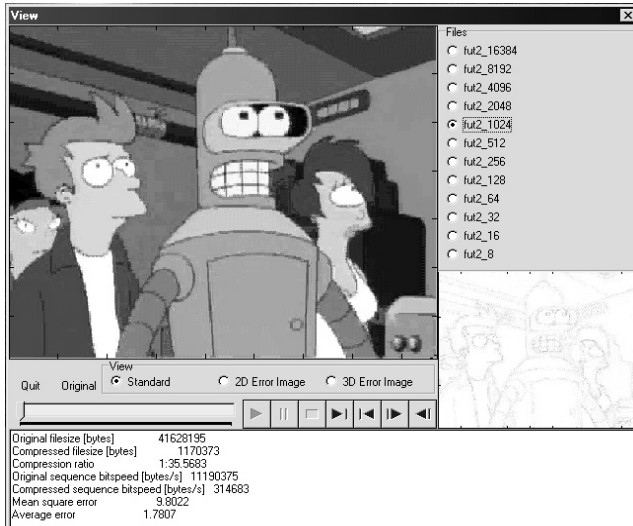 View
Files
fut2_16384
fut2_8192
fut2_4096
fut2_2048
fut2_1024
fut2_512
fut2_256
fut2_128
fut2_64
fut2_32
fut2_16
fut2_8
View
Quit Original Standard 2D Error Image 3D Error Image
Original filesize [bytes] 41628195
Compressed filesize [bytes] 1170373
Compression ratio 1:35.5683
Original sequence bitspeed [bytes/s] 11190375
Compressed sequence bitspeed [bytes/s] 314683
Mean square error 9.8022
Average error 1.7807